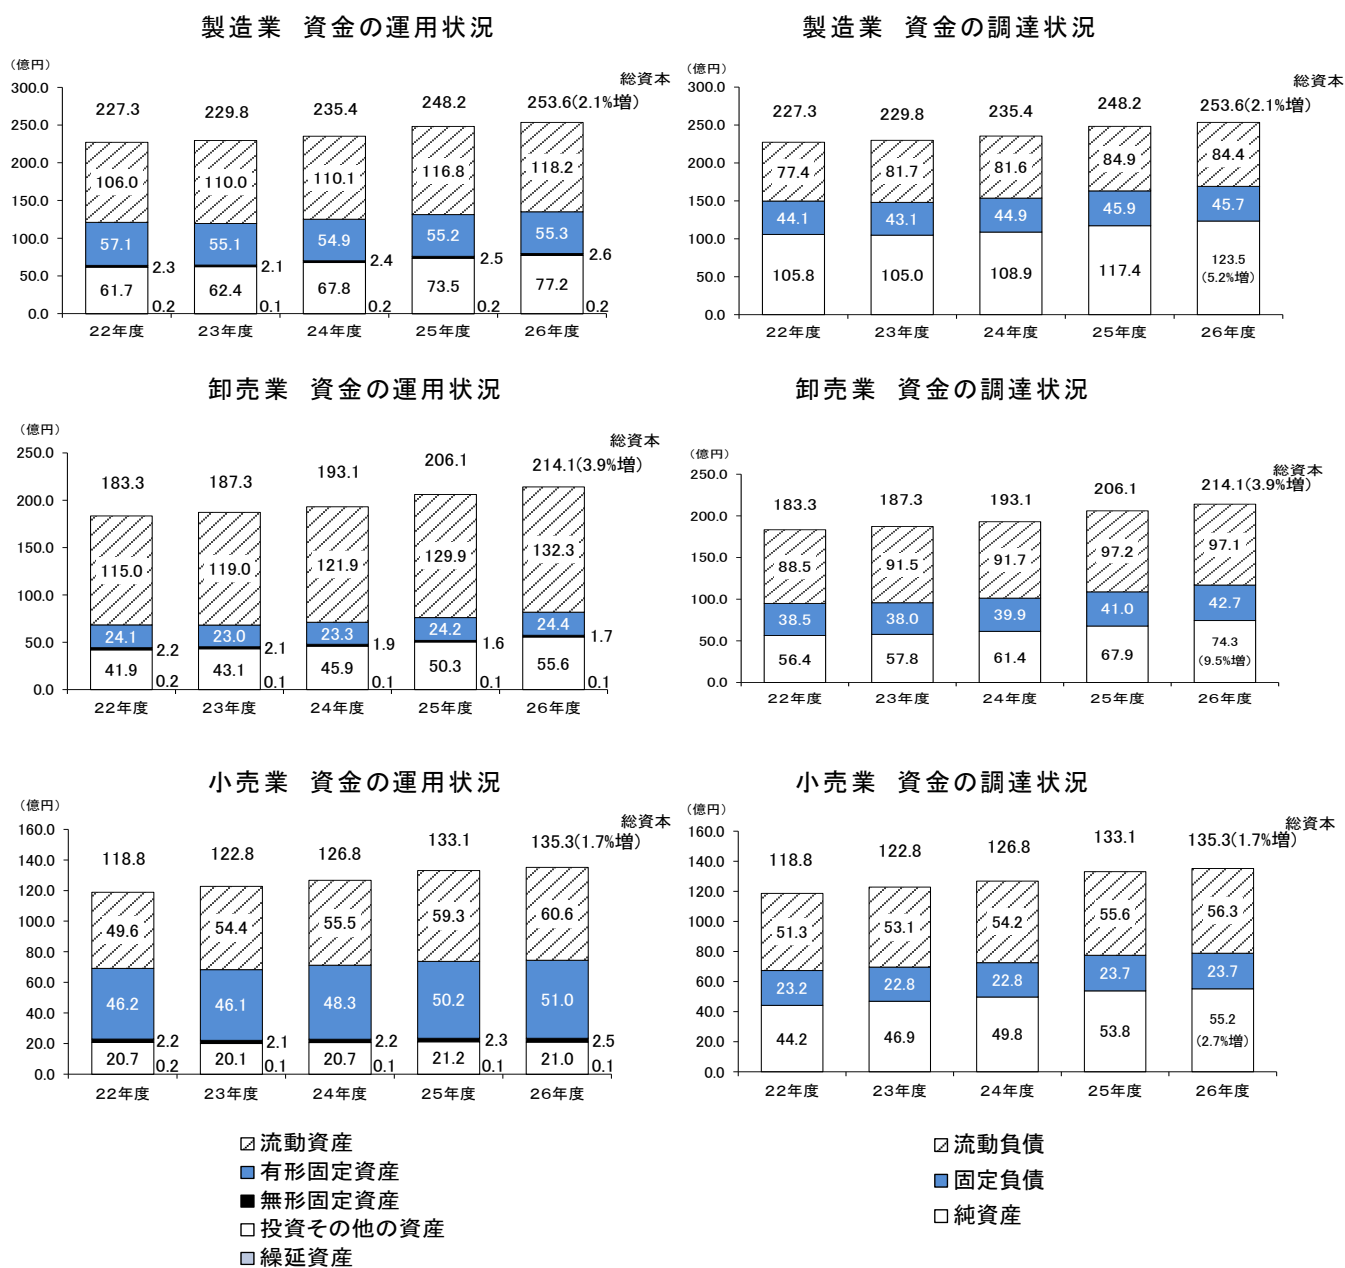 製造業　資金の運用状況
（億円）
総資本
300.0
250.0
200.0
150.0
100.0
50.0
0.0
227.3
229.8
235.4
248.2
253.6(2.1%増)
106.0
110.0
110.1
116.8
118.2
57.1
55.1
54.9
55.2
55.3
2.3
2.1
2.4
2.5
2.6
61.7
62.4
67.8
73.5
77.2
0.2
0.1
0.2
0.2
0.2
22年度
23年度
24年度
25年度
26年度
製造業　資金の調達状況
（億円）
総資本
300.0
250.0
200.0
150.0
100.0
50.0
0.0
227.3
229.8
235.4
248.2
253.6(2.1%増)
77.4
81.7
81.6
84.9
84.4
44.1
43.1
44.9
45.9
45.7
105.8
105.0
108.9
117.4
123.5
(5.2%増)
22年度
23年度
24年度
25年度
26年度
卸売業　資金の運用状況
（億円）
総資本
250.0
200.0
150.0
100.0
50.0
0.0
183.3
187.3
193.1
206.1
214.1(3.9%増)
115.0
119.0
121.9
129.9
132.3
24.1
23.0
23.3
24.2
24.4
2.2
2.1
1.9
1.6
1.7
41.9
43.1
45.9
50.3
55.6
0.2
0.1
0.1
0.1
0.1
22年度
23年度
24年度
25年度
26年度
卸売業　資金の調達状況
（億円）
総資本
250.0
200.0
150.0
100.0
50.0
0.0
183.3
187.3
193.1
206.1
214.1(3.9%増)
88.5
91.5
91.7
97.2
97.1
38.5
38.0
39.9
41.0
42.7
56.4
57.8
61.4
67.9
74.3
(9.5%増)
22年度
23年度
24年度
25年度
26年度
小売業　資金の運用状況
（億円）
総資本
160.0
140.0
120.0
100.0
80.0
60.0
40.0
20.0
0.0
118.8
122.8
126.8
133.1
135.3(1.7%増)
49.6
54.4
55.5
59.3
60.6
46.2
46.1
48.3
50.2
51.0
2.2
2.1
2.2
2.3
2.5
20.7
20.1
20.7
21.2
21.0
0.2
0.1
0.1
0.1
0.1
22年度
23年度
24年度
25年度
26年度
小売業　資金の調達状況
（億円）
総資本
160.0
140.0
120.0
100.0
80.0
60.0
40.0
20.0
0.0
118.8
122.8
126.8
133.1
135.3(1.7%増)
51.3
53.1
54.2
55.6
56.3
23.2
22.8
22.8
23.7
23.7
44.2
46.9
49.8
53.8
55.2
(2.7%増)
22年度
23年度
24年度
25年度
26年度
流動資産
有形固定資産
無形固定資産
投資その他の資産
繰延資産
流動負債
固定負債
純資産